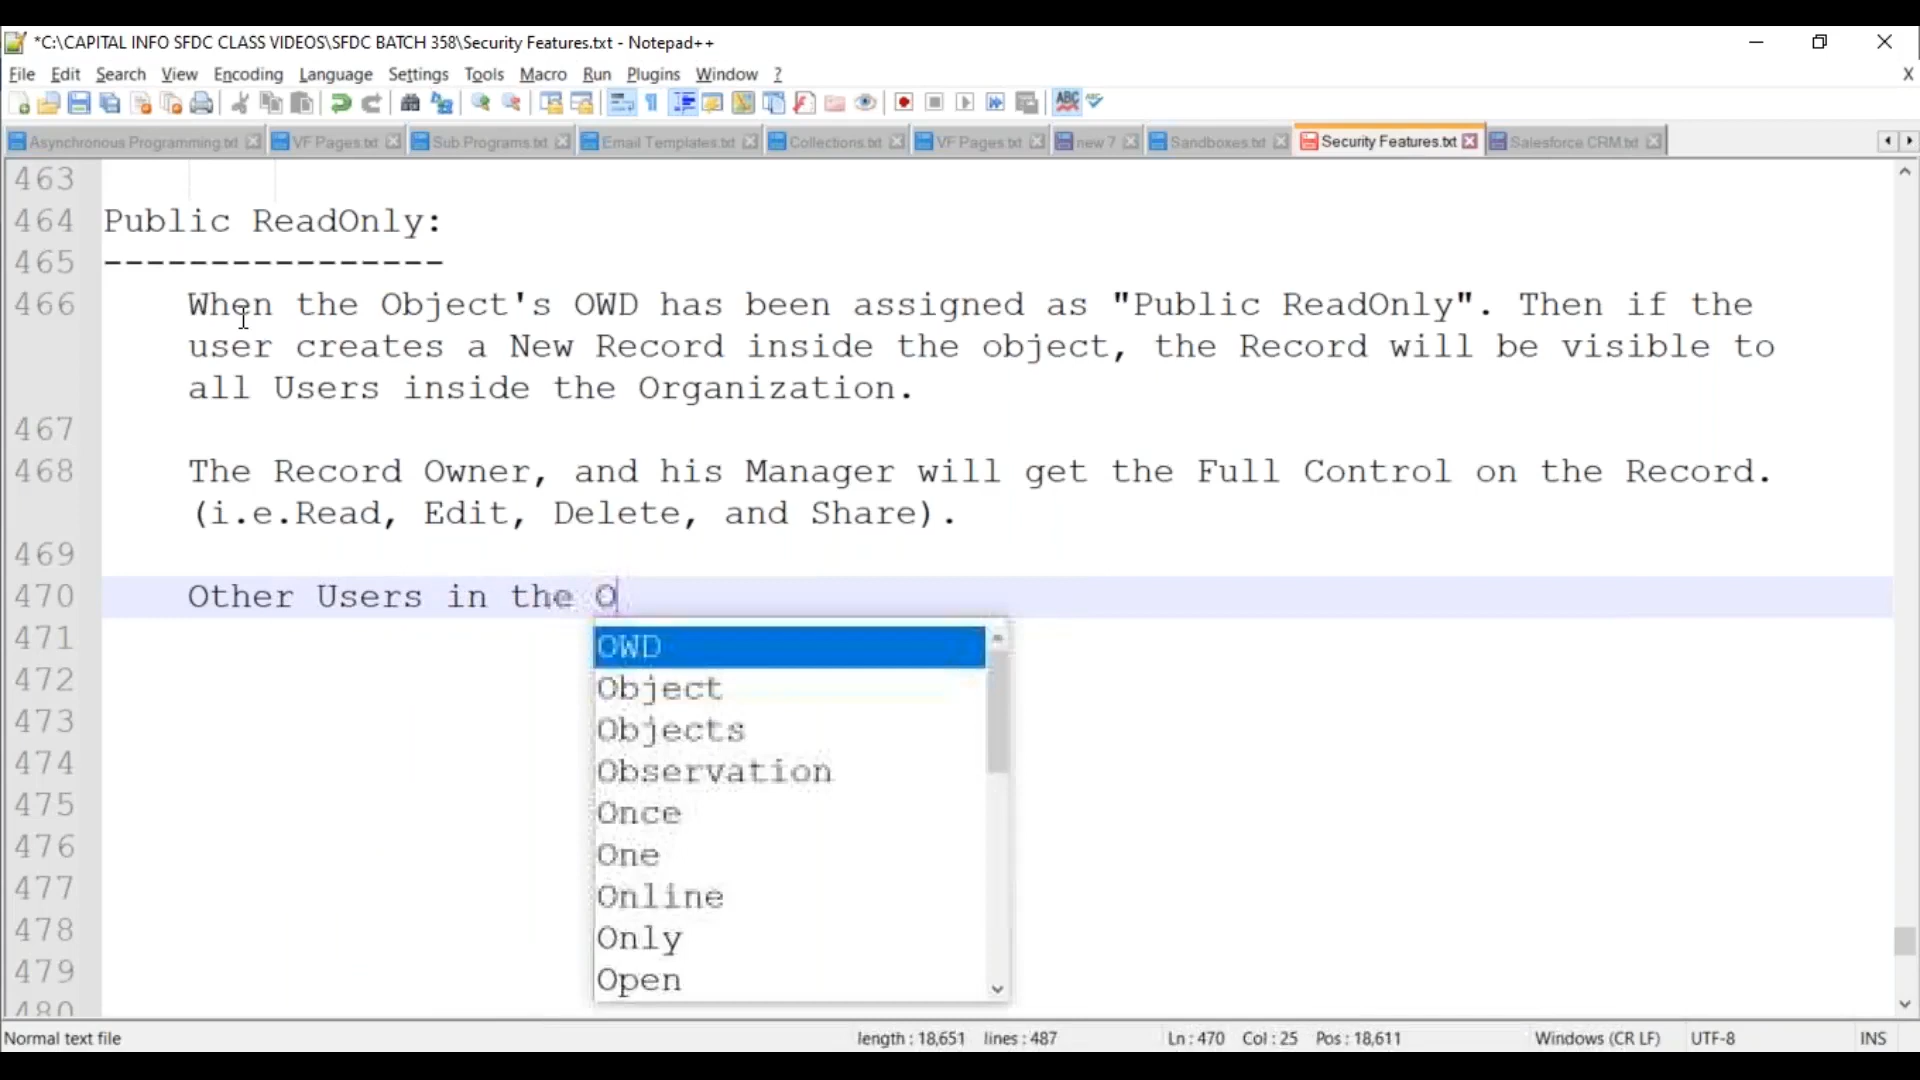 *C:\CAPITAL INFO SFDC CLASS VIDEOS\SFDC BATCH 358\Security Features.txt - Notepad++
File Edit Search View Encoding Language Settings Tools Macro Run Plugins Window ? X
ABC ABC
Asynchronous Programming.txt VF Pages.txt Sub Programs.txt Email Templates.txt Collections.txt VF Pages.txt new 7 Sandboxes.txt Security Features.txt Salesforce CRM.txt
463
464 Public ReadOnly:
465 ----------------
466 When the Object's OWD has been assigned as "Public ReadOnly". Then if the
user creates a New Record inside the object, the Record will be visible to
all Users inside the Organization.
467
468 The Record Owner, and his Manager will get the Full Control on the Record.
(i.e.Read, Edit, Delete, and Share).
469
470 Other Users in the O
OWD
471
Object
472
Objects
473
Observation
474
Once
475
One
476
Online
477
Only
478
Open
479
480
Normal text file length : 18,651 lines : 487 Ln : 470 Col : 25 Pos : 18,611 Windows (CR LF) UTF-8 INS